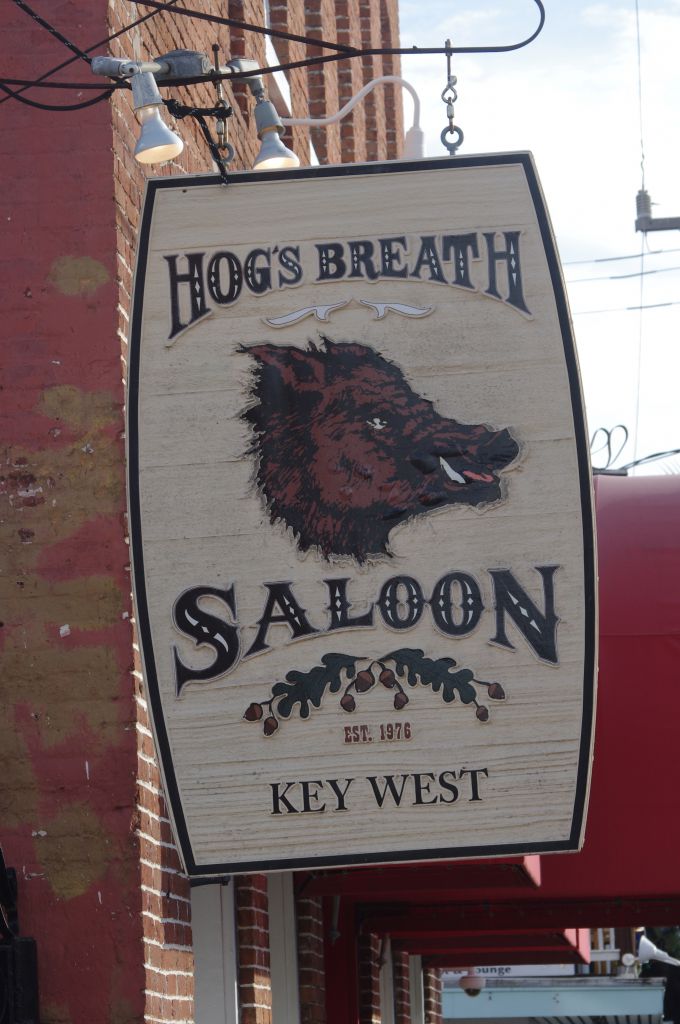 HOG'S BREATH
SALOON
EST. 1976
KEY WEST